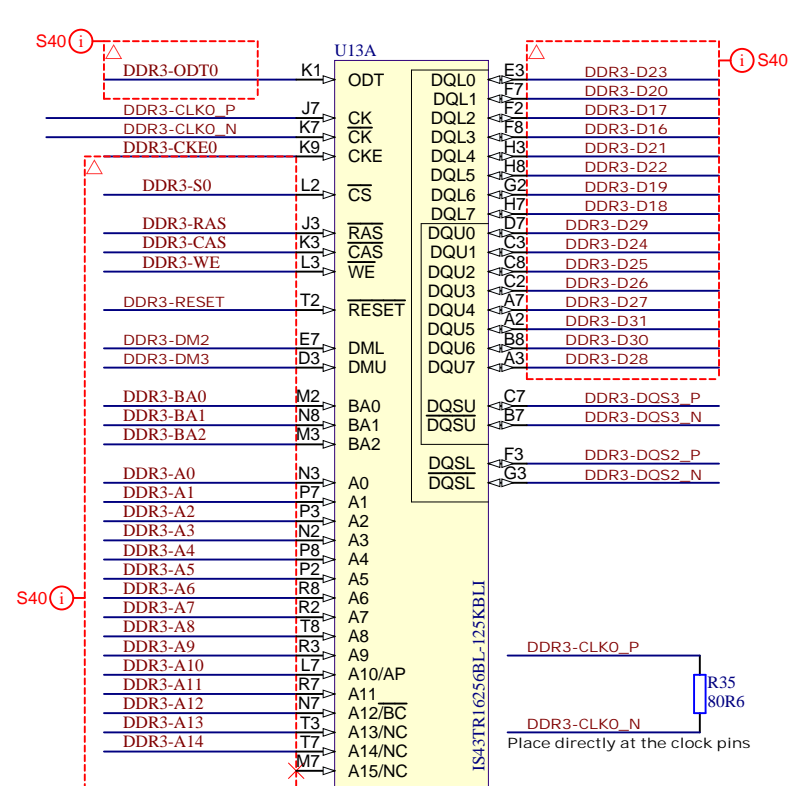 U13A
S40 i
i S40
DDR3-ODT0 K1 ODT DQL0 E3 DDR3-D23
DQL1 F7 DDR3-D20
DDR3-CLK0_P J7 CK DQL2 F2 DDR3-D17
DDR3-CLK0_N K7 CK DQL3 F8 DDR3-D16
DDR3-CKE0 K9 CKE DQL4 H3 DDR3-D21
DQL5 H8 DDR3-D22
DDR3-S0 L2 CS DQL6 G2 DDR3-D19
DQL7 H7 DDR3-D18
DDR3-RAS J3 RAS DQU0 D7 DDR3-D29
DDR3-CAS K3 CAS DQU1 C3 DDR3-D24
DDR3-WE L3 WE DQU2 C8 DDR3-D25
DQU3 C2 DDR3-D26
DDR3-RESET T2 RESET DQU4 A7 DDR3-D27
DQU5 A2 DDR3-D31
DDR3-DM2 E7 DML DQU6 B8 DDR3-D30
DDR3-DM3 D3 DMU DQU7 A3 DDR3-D28
DDR3-BA0 M2 BA0 DQSU C7 DDR3-DQS3_P
DDR3-BA1 N8 BA1 DQSU B7 DDR3-DQS3_N
DDR3-BA2 M3 BA2
DQSL F3 DDR3-DQS2_P
DDR3-A0 N3 A0 DQSL G3 DDR3-DQS2_N
DDR3-A1 P7 A1
DDR3-A2 P3 A2
DDR3-A3 N2 A3
DDR3-A4 P8 A4
DDR3-A5 P2 A5
S40 i
DDR3-A6 R8 A6
DDR3-A7 R2 A7
DDR3-A8 T8 A8
DDR3-A9 R3 A9
DDR3-A10 L7 A10/AP
DDR3-A11 R7 A11
DDR3-A12 N7 A12/BC
DDR3-A13 T3 A13/NC
DDR3-A14 T7 A14/NC
M7 A15/NC
IS43TR16256BL-125KBLI
DDR3-CLK0_P
R35
80R6
DDR3-CLK0_N
Place directly at the clock pins